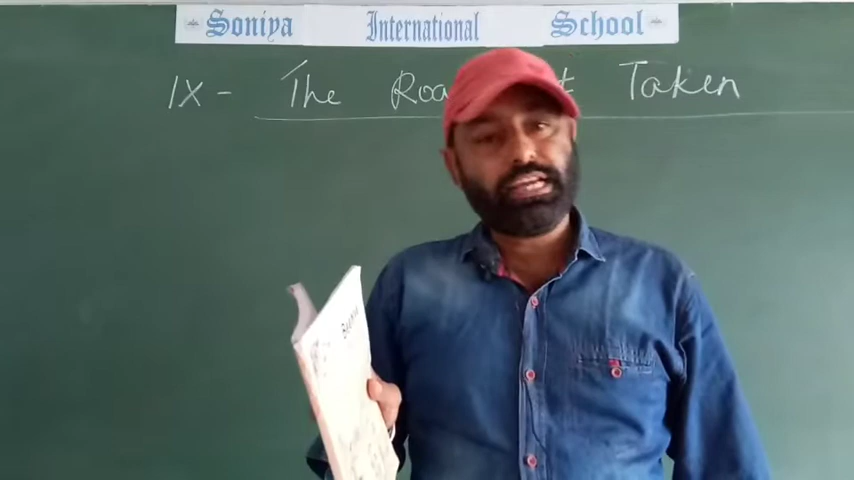 Soniya International School
IX - The Roa t Taken